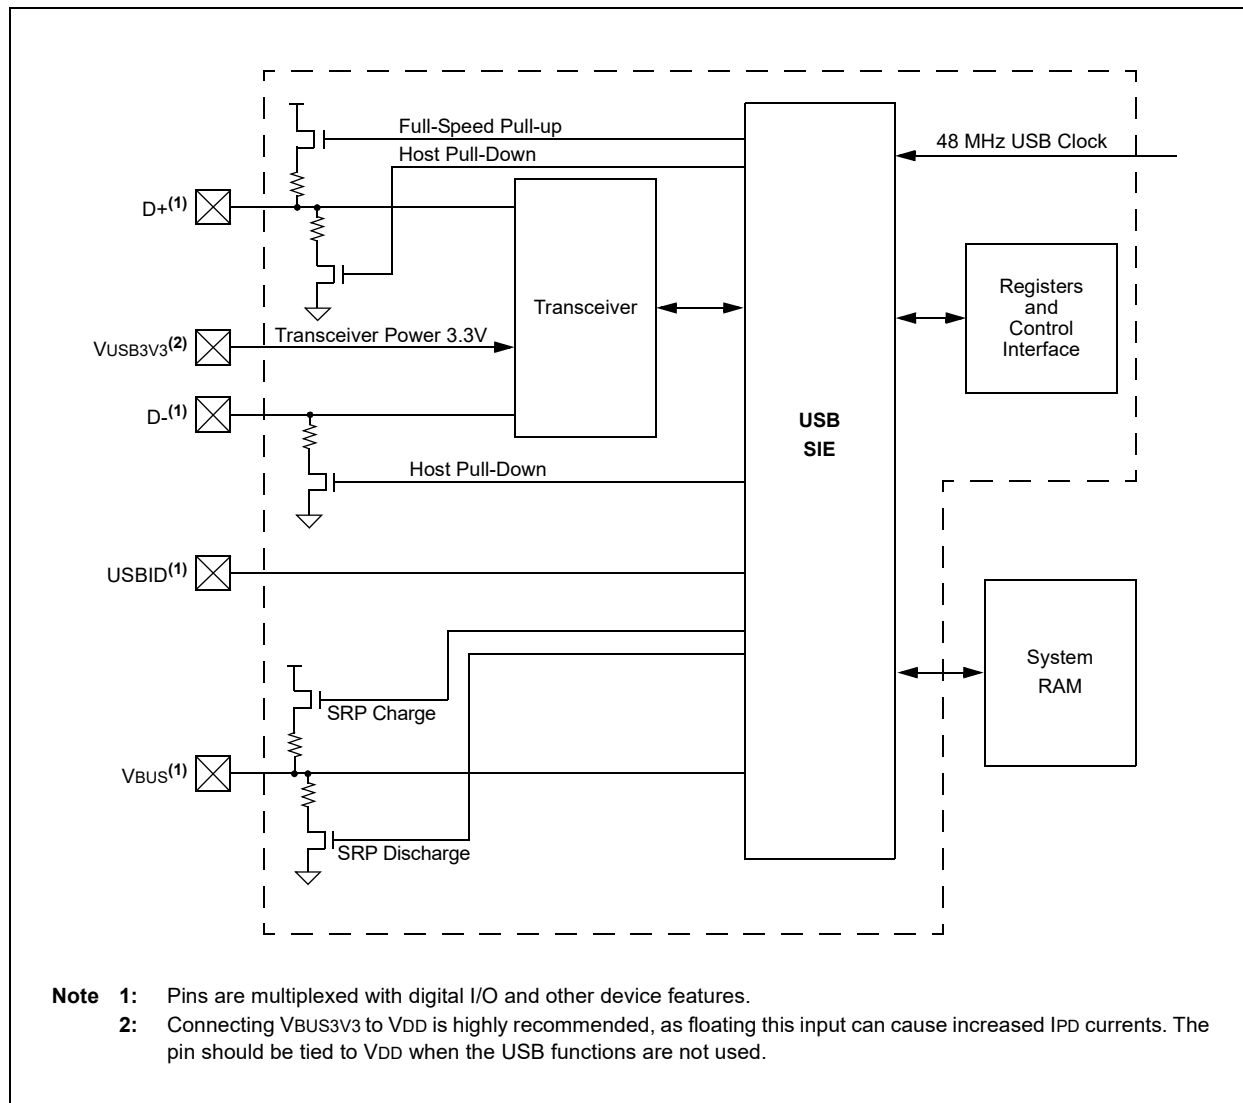 Full-Speed Pull-up
Host Pull-Down
48 MHz USB Clock
D+(1)
Transceiver
Registers
and
Control
Interface
VUSB3V3(2)
Transceiver Power 3.3V
D-(1)
USB
SIE
Host Pull-Down
USBID(1)
System
RAM
SRP Charge
VBUS(1)
SRP Discharge
Note 1: Pins are multiplexed with digital I/O and other device features.
2: Connecting VBUS3V3 to VDD is highly recommended, as floating this input can cause increased IPD currents. The
pin should be tied to VDD when the USB functions are not used.